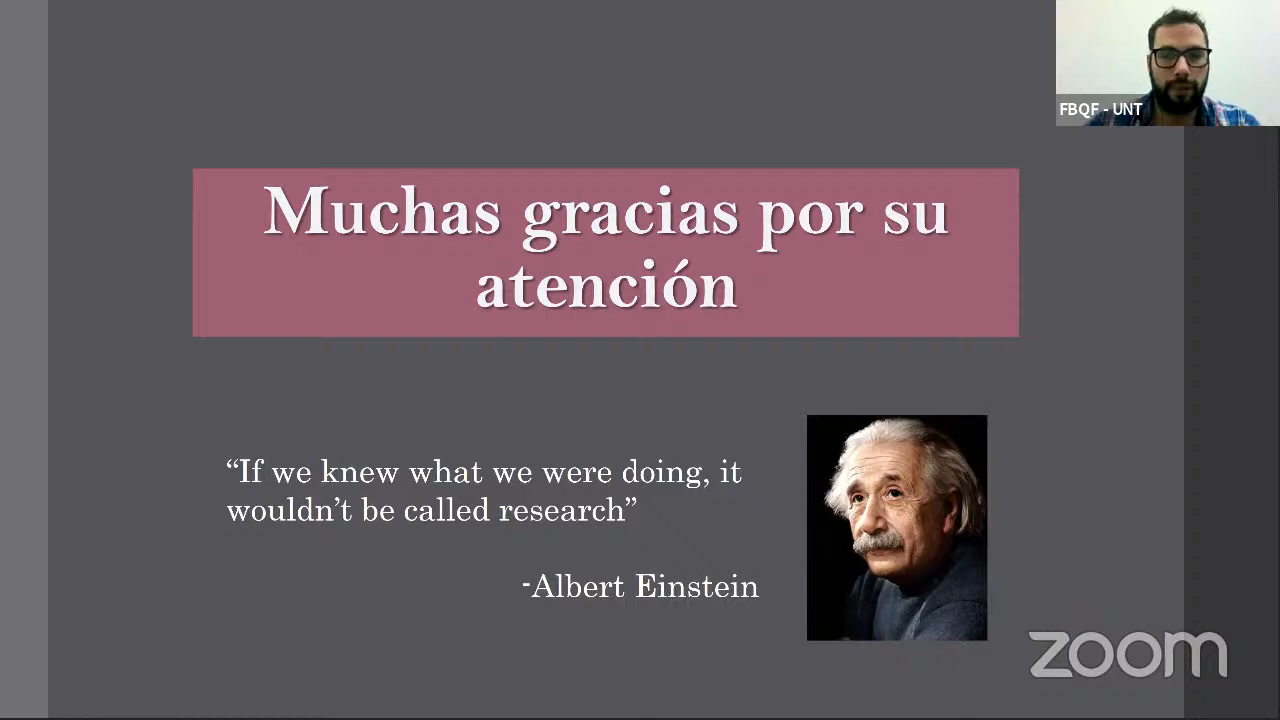 FBQF - UNT
Muchas gracias por su
atención
“If we knew what we were doing, it
wouldn’t be called research”
-Albert Einstein
zoom